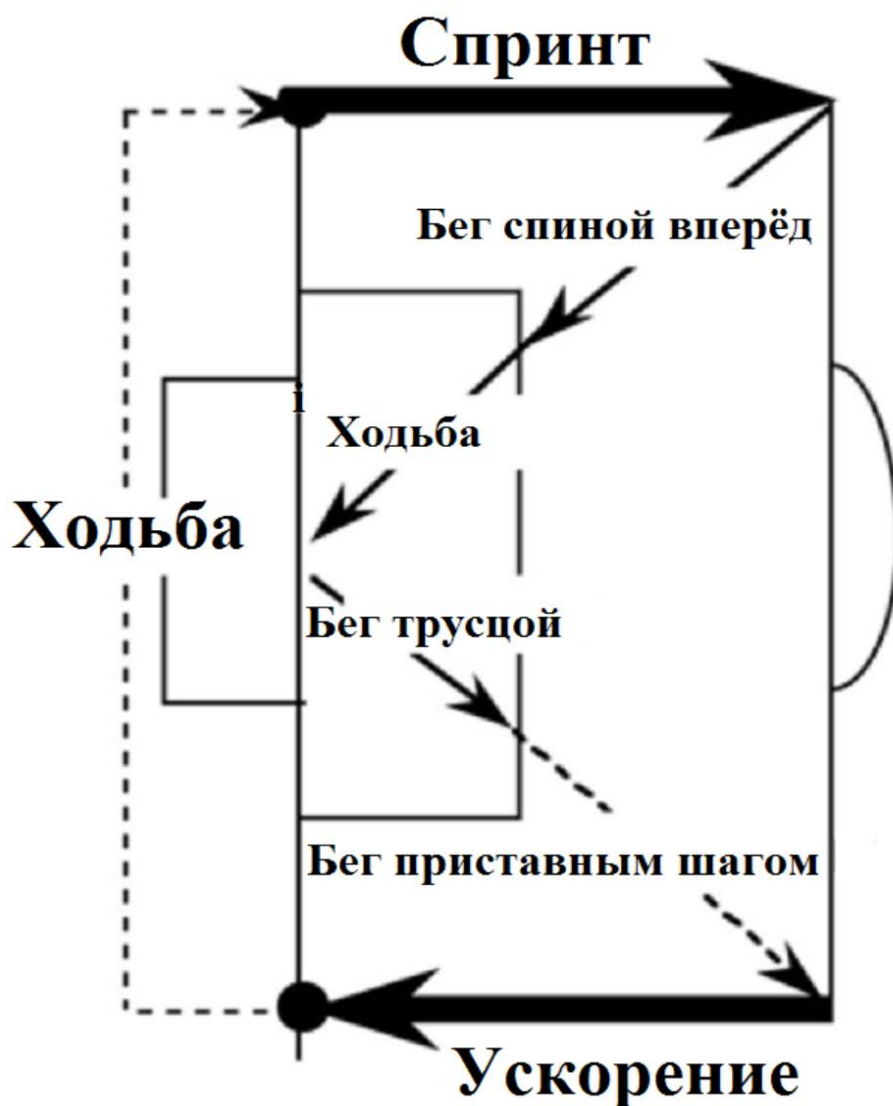 Спринт
Бег спиной вперёд
i
Ходьба
Ходьба
Бег трусцой
Бег приставным шагом
Ускорение